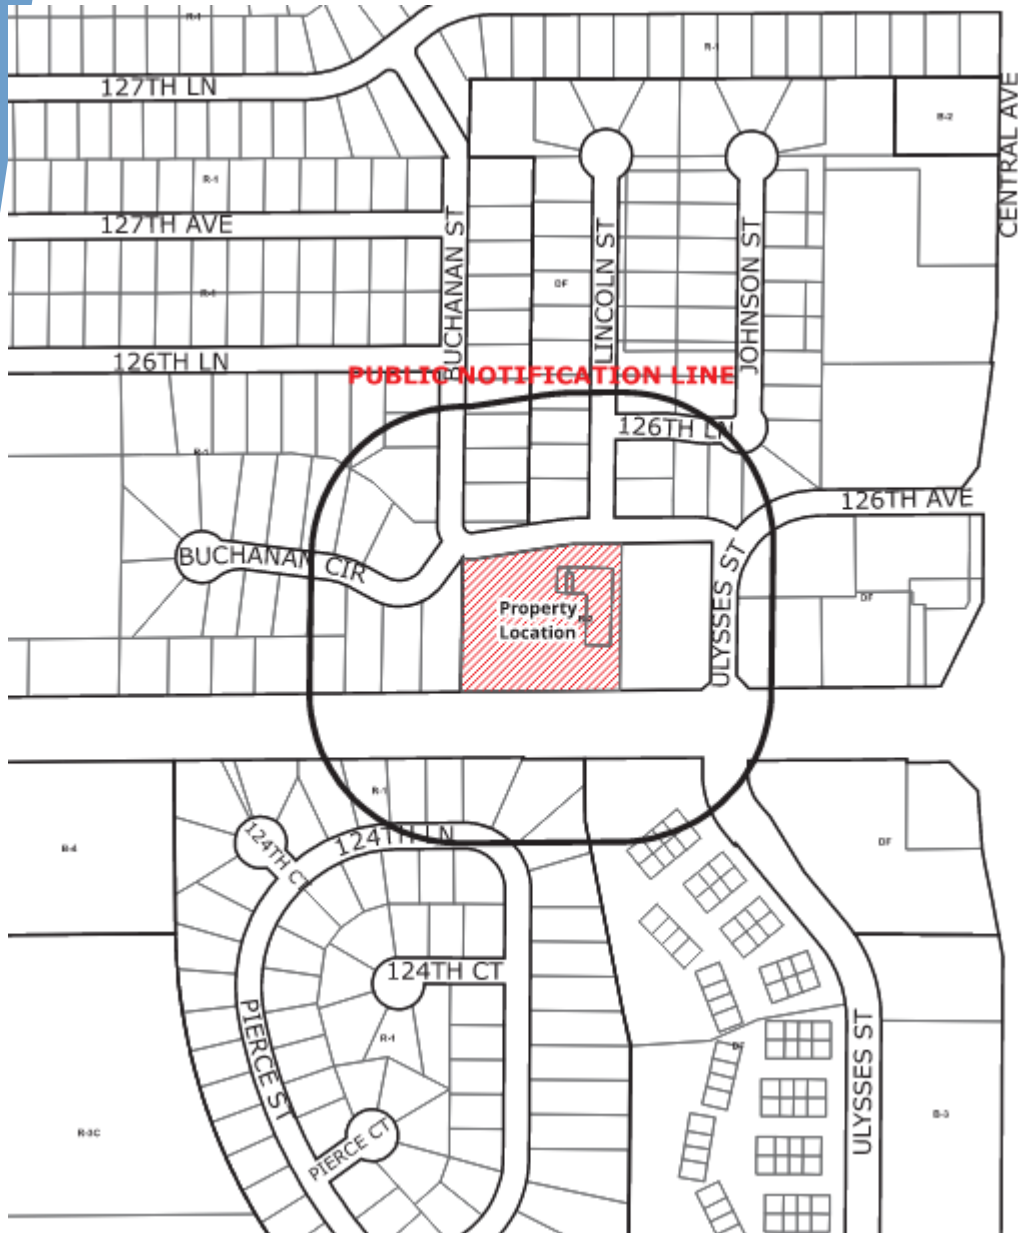 R-1
R-1
127TH LN
B-2
CENTRAL AVE
R-1
127TH AVE
BUCHANAN ST
LINCOLN ST
JOHNSON ST
DF
R-1
126TH LN
PUBLIC NOTIFICATION LINE
126TH LN
R-1
126TH AVE
BUCHANAN CIR
ULYSSES ST
Property
Location
DF
R-1
124TH LN
124TH CT
B-4
DF
124TH CT
PIERCE ST
R-1
DF
ULYSSES ST
PIERCE CT
R-3C
B-3